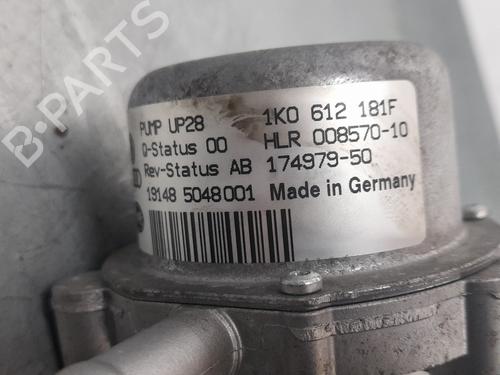 B-PARTS
PUMP UP28 1K0 612 181F
Q-Status 00 HLR 008570-10
Rev-Status AB 174979-50
19148 5048001 Made in Germany